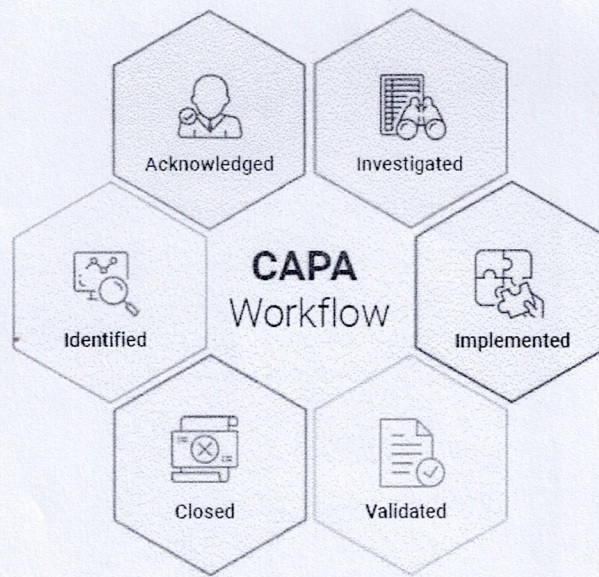 Acknowledged
Investigated
CAPA
Workflow
Identified
Implemented
Closed
Validated